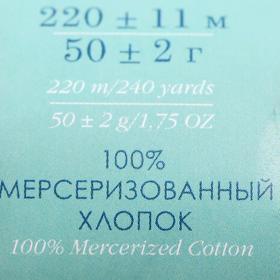 220 ± 11 м
50 ± 2 г
220 m/240 yards
50 ± 2 g/1,75 OZ
100%
МЕРСЕРИЗОВАННЫЙ
ХЛОПОК
100% Mercerized Cotton